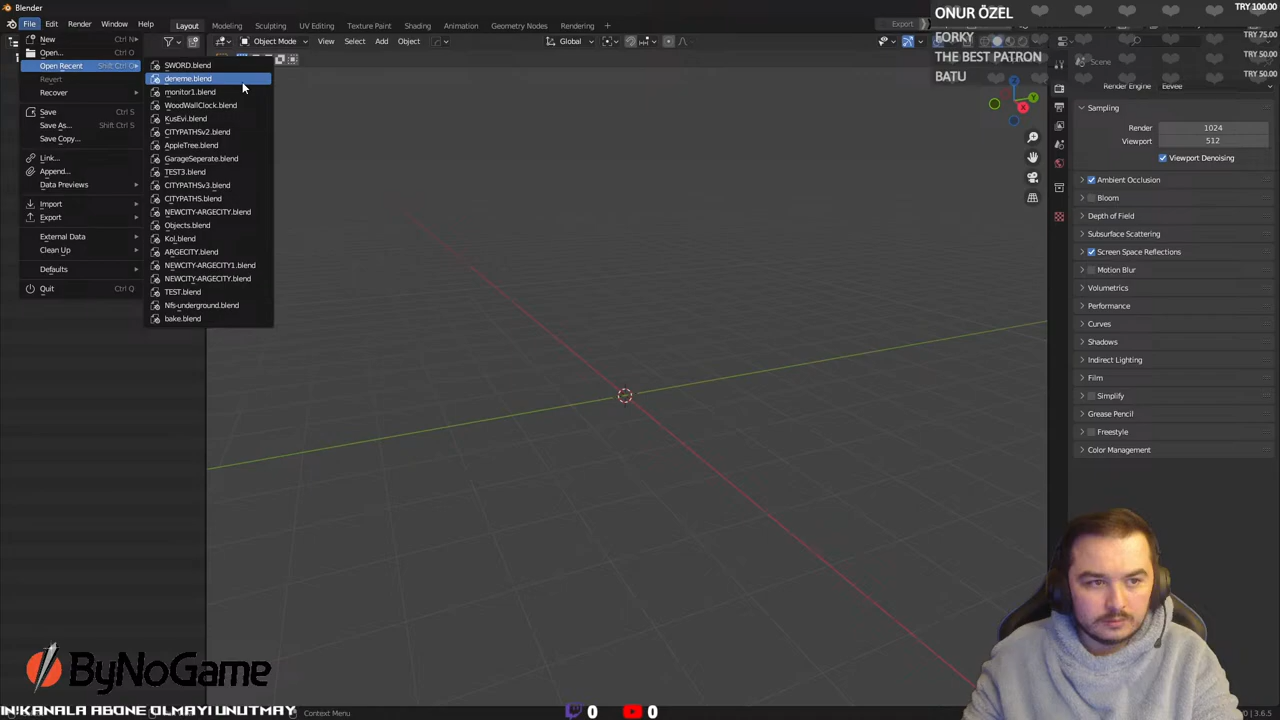 Blender
File Edit Render Window Help Layout Modeling Sculpting UV Editing Texture Paint Shading Animation Geometry Nodes Rendering Export
Object Mode View Select Add Object Global
New Ctrl N
Open... Ctrl O
Open Recent Shift Ctrl O
Revert
Recover
Save Ctrl S
Save As... Shift Ctrl S
Save Copy...
Link...
Append...
Data Previews
Import
Export
External Data
Clean Up
Defaults
Quit Ctrl Q
SWORD.blend
deneme.blend
monitor1.blend
WoodWallClock.blend
KusEvi.blend
CITYPATHSv2.blend
AppleTree.blend
GarageSeperate.blend
TEST3.blend
CITYPATHSv3.blend
CITYPATHS.blend
NEWCITY-ARGECITY.blend
Objects.blend
Kol.blend
ARGECITY.blend
NEWCITY-ARGECITY1.blend
NEWCITY-ARGECITY.blend
TEST.blend
Nfs-underground.blend
bake.blend
ONUR ÖZEL TRY 100.00
FORKY TRY 75.00
THE BEST PATRON TRY 50.00
BATU TRY 50.00
Scene
Render Engine Eevee
Sampling
Render 1024
Viewport 512
Viewport Denoising
Ambient Occlusion
Bloom
Depth of Field
Subsurface Scattering
Screen Space Reflections
Motion Blur
Volumetrics
Performance
Curves
Shadows
Indirect Lighting
Film
Simplify
Grease Pencil
Freestyle
Color Management
X
Y
Z
ByNoGame
IN!KANALA ABONE OLMAYI UNUTMAY
Context Menu
0 0
3.6.5